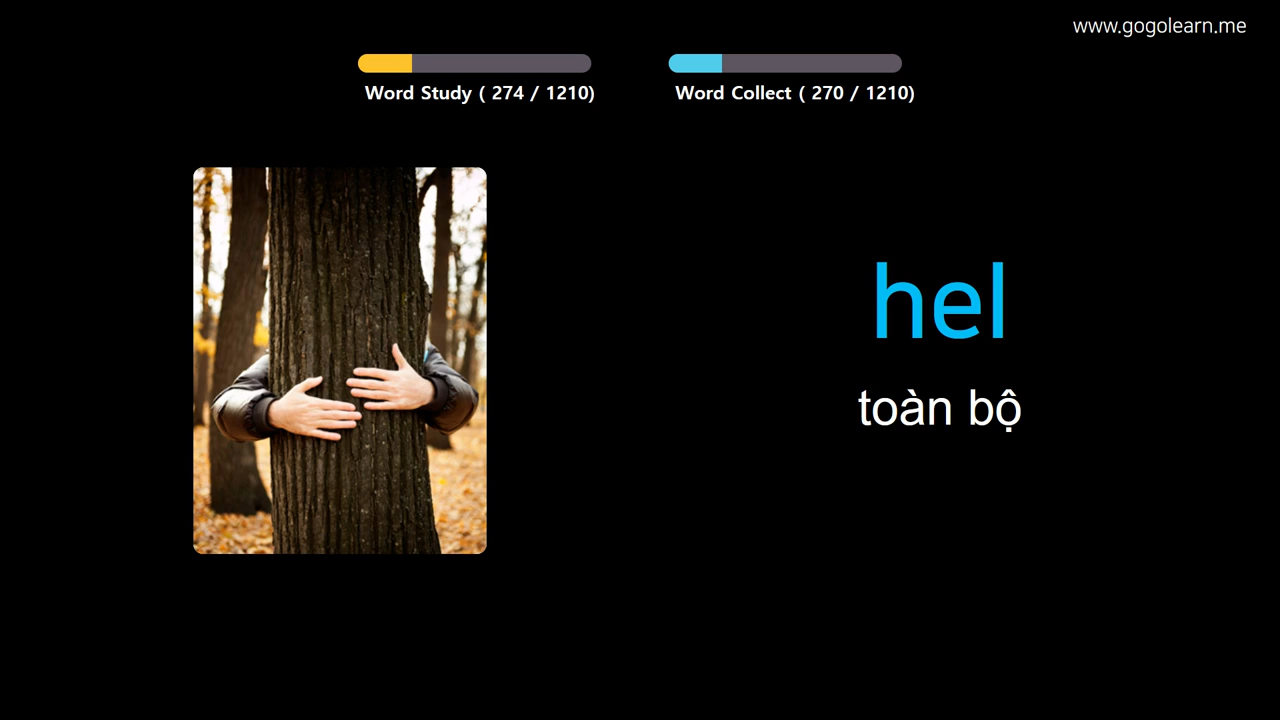 www.gogolearn.me
Word Study ( 274 / 1210)
Word Collect ( 270 / 1210)
hel
toàn bộ